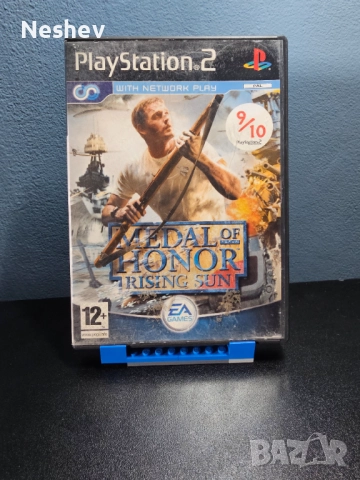 Neshev
PlayStation®2
WITH NETWORK PLAY
9/10
MEDAL OF
HONOR
RISING SUN
12+
EA
GAMES
BAZAR